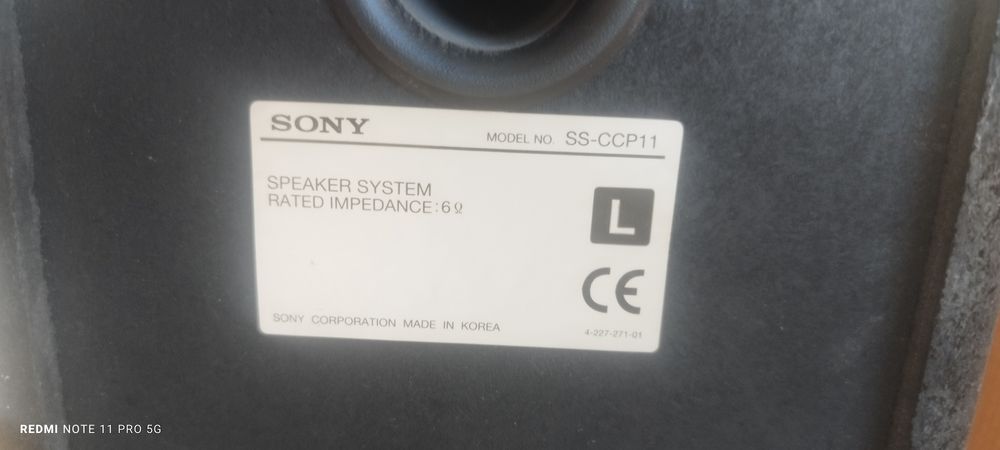 SONY
MODEL NO. SS-CCP11
SPEAKER SYSTEM
RATED IMPEDANCE:6Ω
L
CE
SONY CORPORATION MADE IN KOREA
4-227-271-01
REDMI NOTE 11 PRO 5G